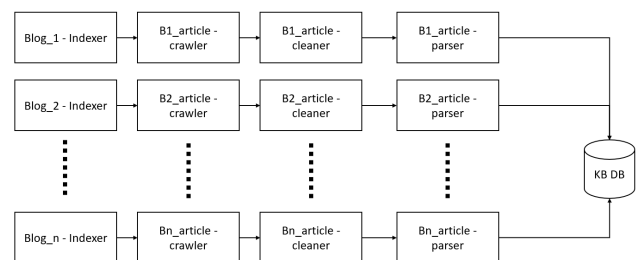 Blog_1 - Indexer
B1_article -
crawler
B1_article -
cleaner
B1_article -
parser
Blog_2 - Indexer
B2_article -
crawler
B2_article -
cleaner
B2_article -
parser
KB DB
Blog_n - Indexer
Bn_article -
crawler
Bn_article -
cleaner
Bn_article -
parser